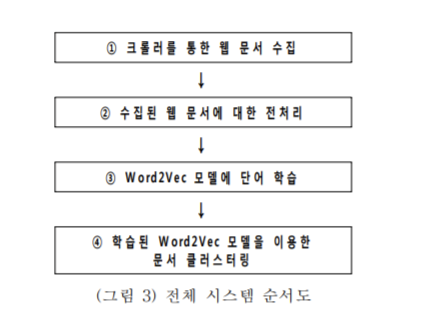 ① 크롤러를 통한 웹 문서 수집
↓
② 수집된 웹 문서에 대한 전처리
↓
③ Word2Vec 모델에 단어 학습
↓
④ 학습된 Word2Vec 모델을 이용한
문서 클러스터링
(그림 3) 전체 시스템 순서도